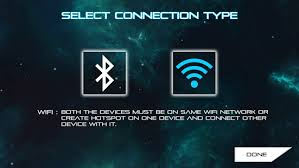 SELECT CONNECTION TYPE
WIFI : BOTH THE DEVICES MUST BE ON SAME WIFI NETWORK OR
CREATE HOTSPOT ON ONE DEVICE AND CONNECT OTHER
DEVICE WITH IT.
DONE